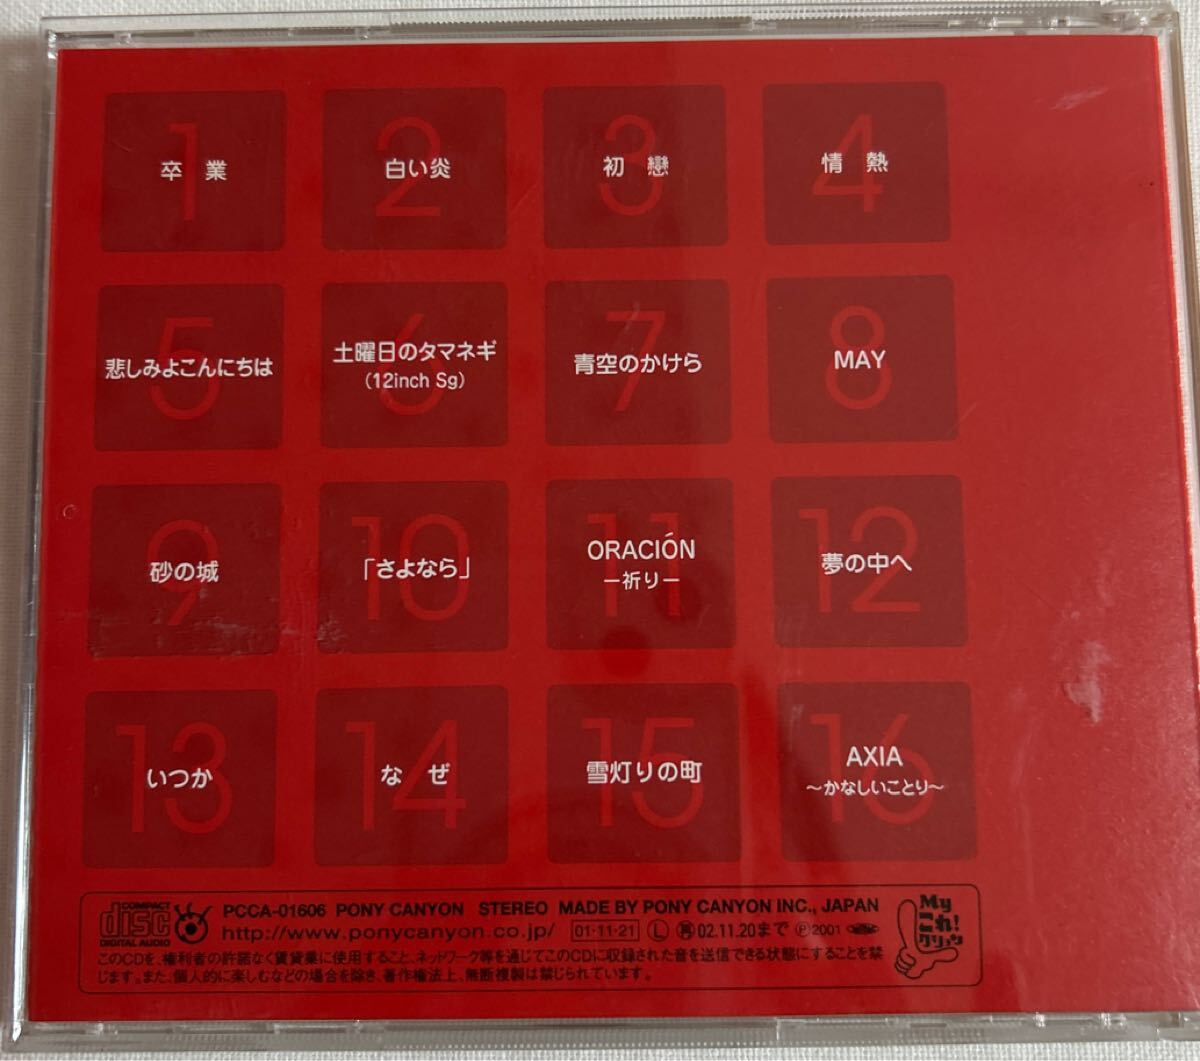 1
卒業
2
白い炎
3
初戀
4
情熱
5
悲しみよこんにちは
6
土曜日のタマネギ
(12inch Sg)
7
青空のかけら
8
MAY
9
砂の城
10
「さよなら」
11
ORACIÓN
ー祈りー
12
夢の中へ
13
いつか
14
なぜ
15
雪灯りの町
16
AXIA
～かなしいことり～
COMPACT
disc
DIGITAL AUDIO
PCCA-01606 PONY CANYON STEREO MADE BY PONY CANYON INC., JAPAN
http://www.ponycanyon.co.jp/ 01·11·21 Ⓛ 再 02.11.20まで Ⓟ2001
このCDを、権利者の許諾なく賃貸業に使用すること、ネットワーク等を通じてこのCDに収録された音を送信できる状態にすることを禁
じます。また、個人的に楽しむなどの場合を除き、著作権法上、無断複製は禁じられています。
My
これ!
クリョン